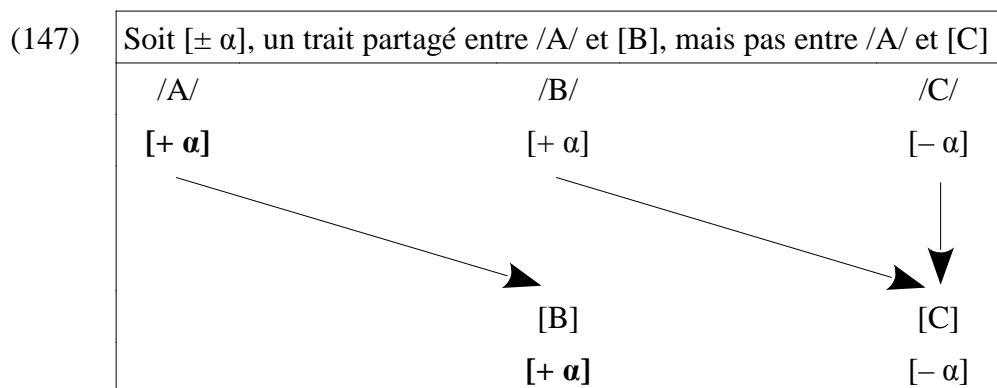 (147) Soit [± α], un trait partagé entre /A/ et [B], mais pas entre /A/ et [C]
/A/ /B/ /C/
[+ α] [+ α] [– α]
[B] [C]
[+ α] [– α]